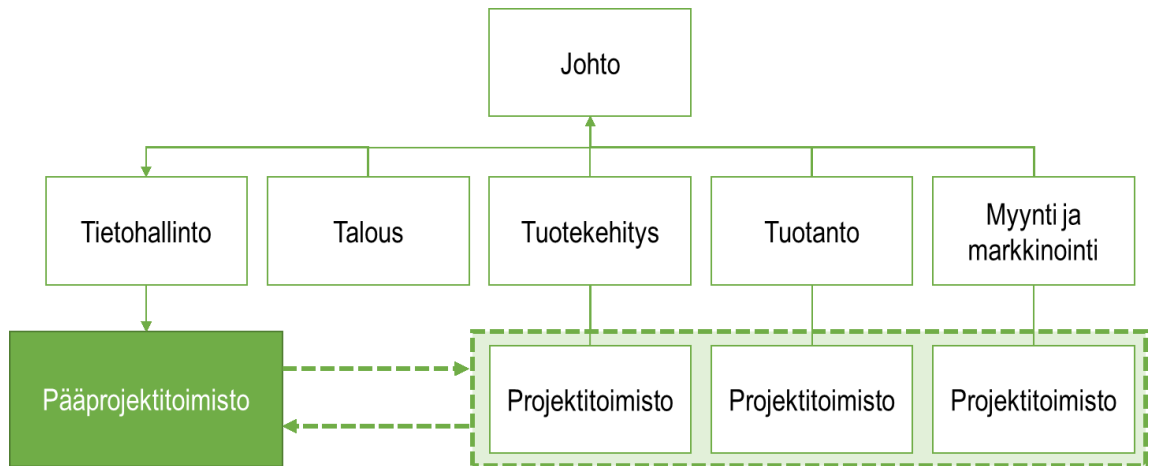 Johto
Tietohallinto
Talous
Tuotekehitys
Tuotanto
Myynti ja
markkinointi
Pääprojektitoimisto
Projektitoimisto
Projektitoimisto
Projektitoimisto